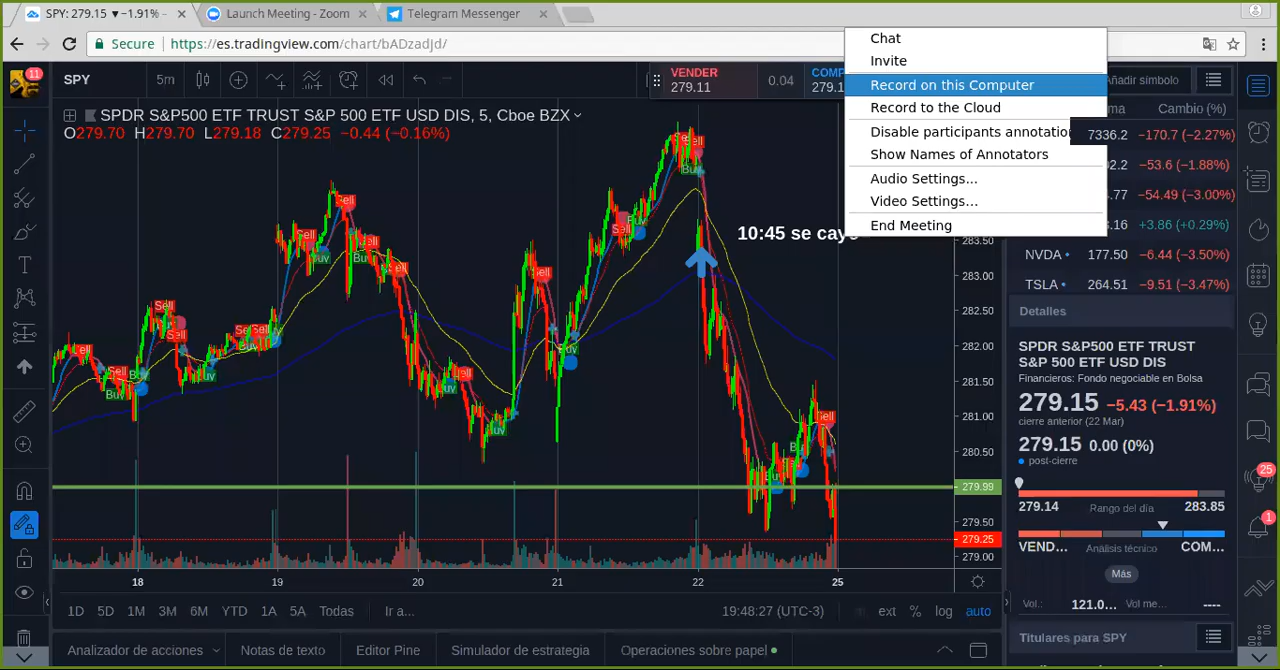 SPY: 279.15 ▼−1.91%
Launch Meeting - Zoom
Telegram Messenger
Secure
https://es.tradingview.com/chart/bADzadJd/
11
SPY
5m
VENDER
279.11
0.04
279.1
Chat
Invite
Record on this Computer
Record to the Cloud
Disable participants annotation
Show Names of Annotators
Audio Settings...
Video Settings...
End Meeting
Añadir símbolo
Cambio (%)
7336.2 −170.7 (−2.27%)
−53.6 (−1.88%)
−54.49 (−3.00%)
+3.86 (+0.29%)
NVDA • 177.50 −6.44 (−3.50%)
TSLA • 264.51 −9.51 (−3.47%)
SPDR S&P500 ETF TRUST S&P 500 ETF USD DIS, 5, Cboe BZX
O279.70 H279.70 L279.18 C279.25 −0.44 (−0.16%)
10:45 se cayo
Sell
Buy
283.50
283.00
282.50
282.00
281.50
281.00
280.50
279.99
279.50
279.25
279.00
18 19 20 21 22 25
Detalles
SPDR S&P500 ETF TRUST
S&P 500 ETF USD DIS
Financieros: Fondo negociable en Bolsa
279.15 −5.43 (−1.91%)
cierre anterior (22 Mar)
279.15 0.00 (0%)
• post-cierre
279.14 Rango del día 283.85
VEND... Análisis técnico COM...
Más
Vol.: 121.0... Vol me... ----
Titulares para SPY
25
1
1D 5D 1M 3M 6M YTD 1A 5A Todas Ir a...
19:48:27 (UTC-3)
ext % log auto
Analizador de acciones
Notas de texto
Editor Pine
Simulador de estrategia
Operaciones sobre papel